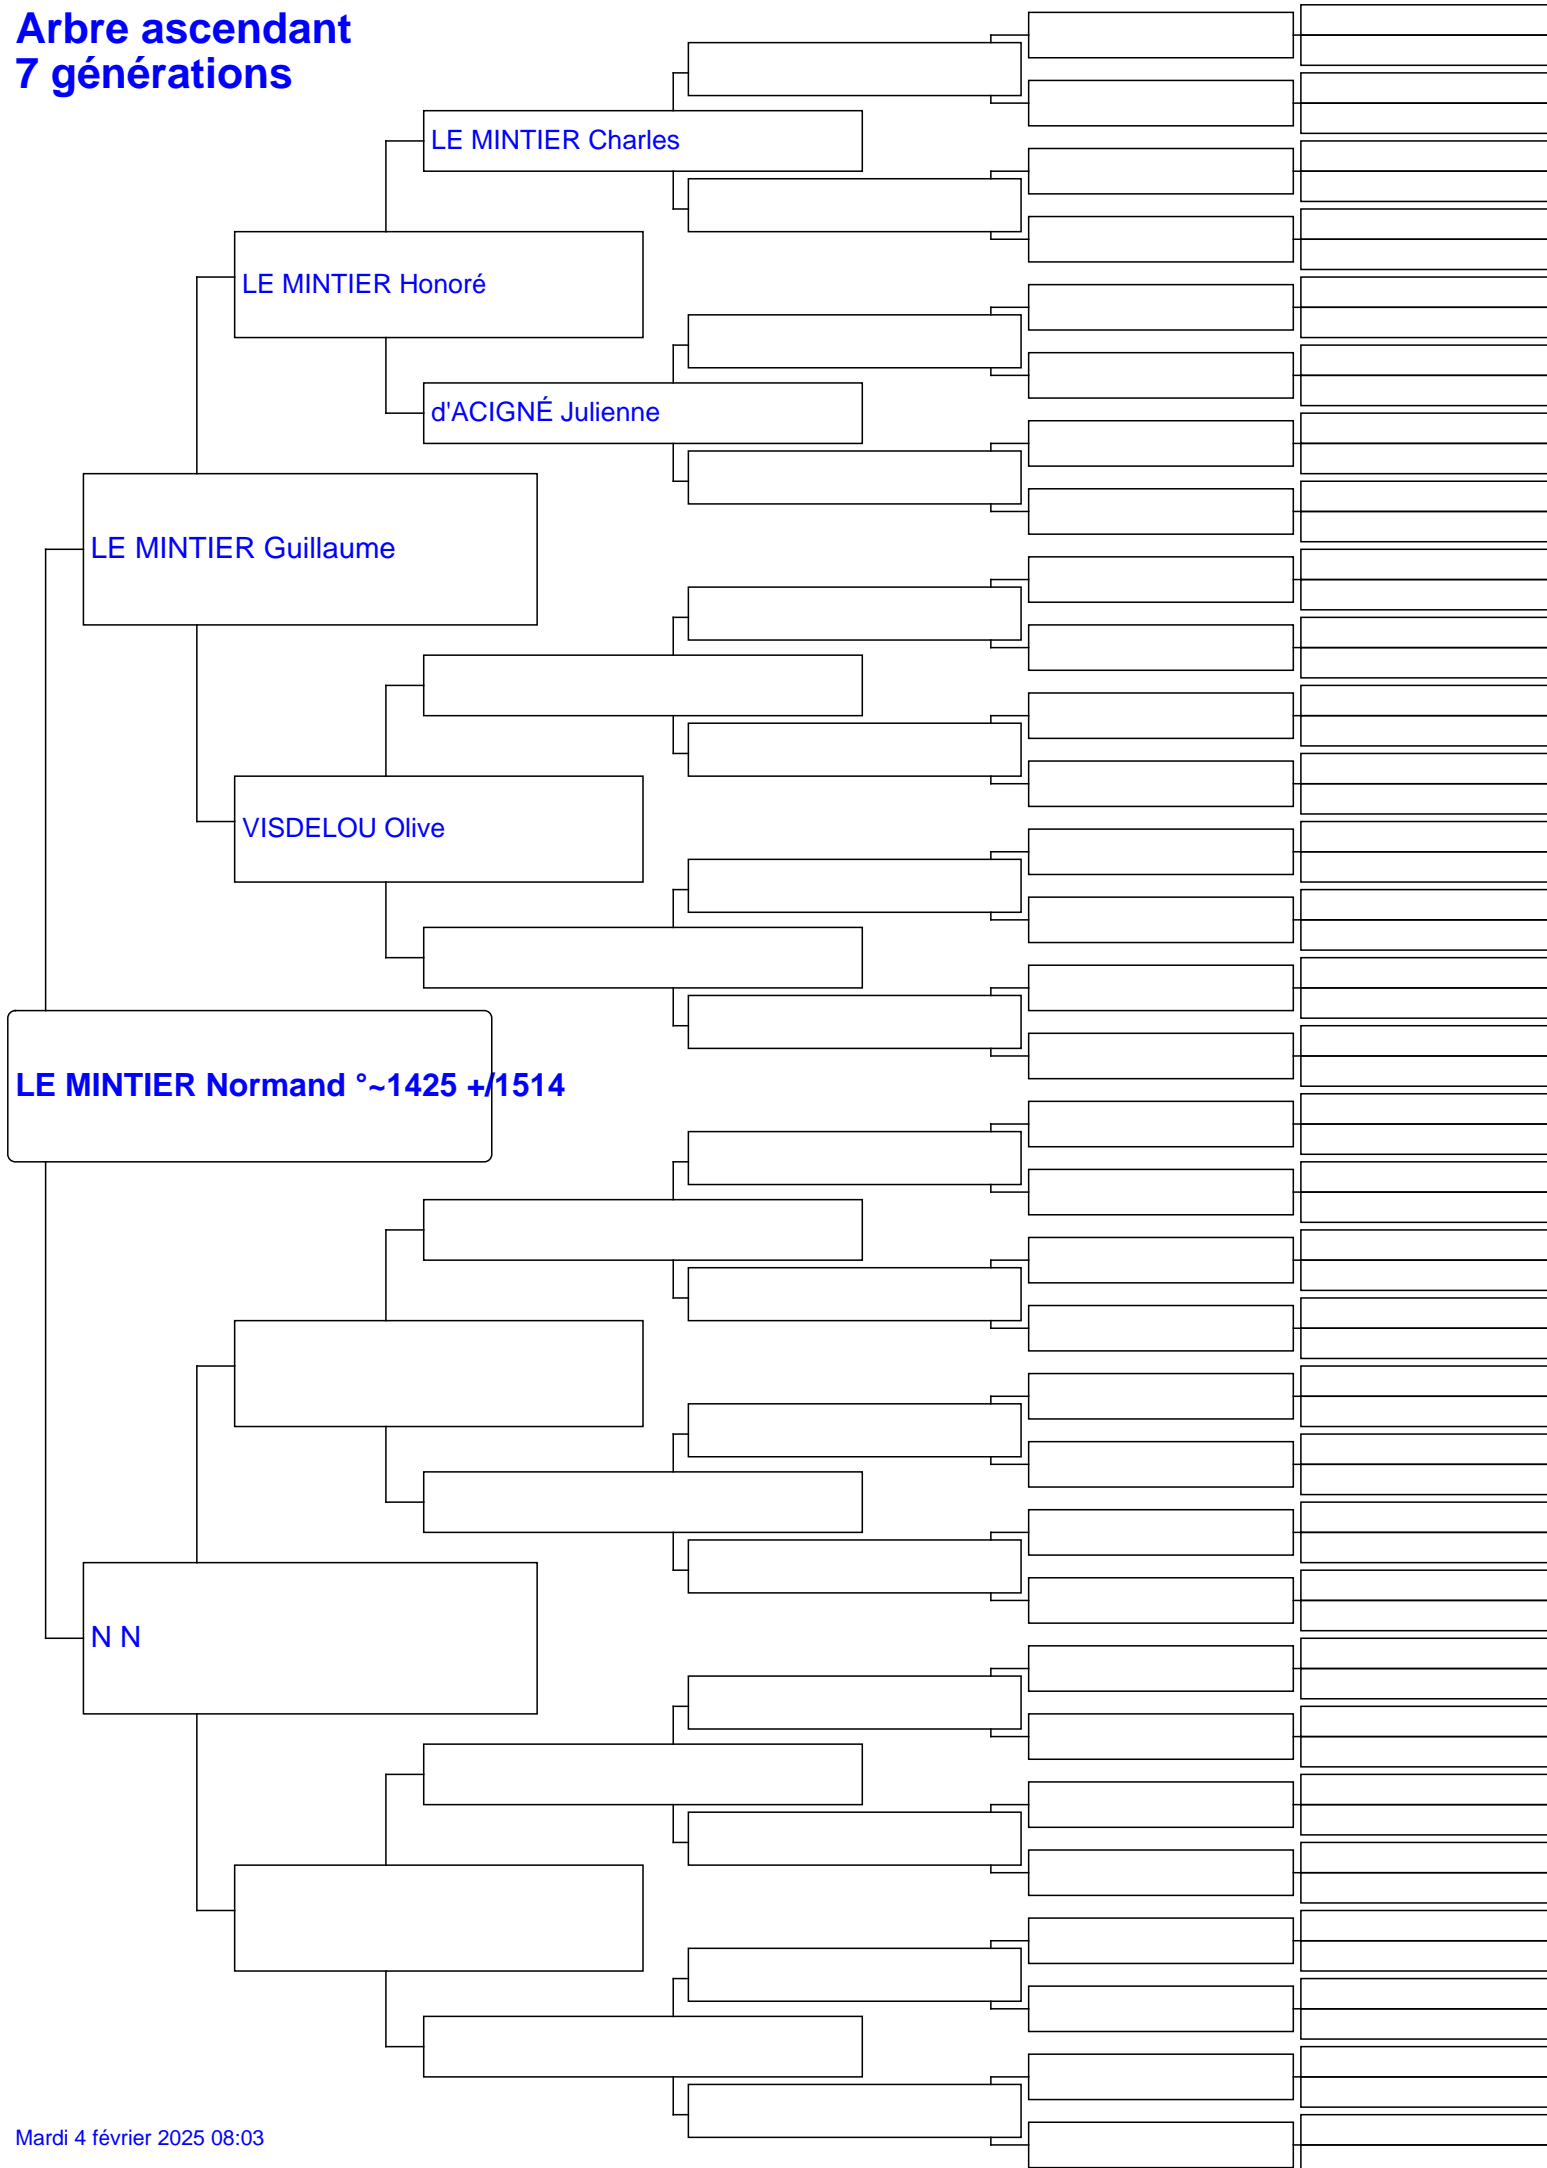 Arbre ascendant
7 générations
LE MINTIER Charles
LE MINTIER Honoré
d'ACIGNÉ Julienne
LE MINTIER Guillaume
VISDELOU Olive
LE MINTIER Normand °~1425 +/1514
N N
Mardi 4 février 2025 08:03